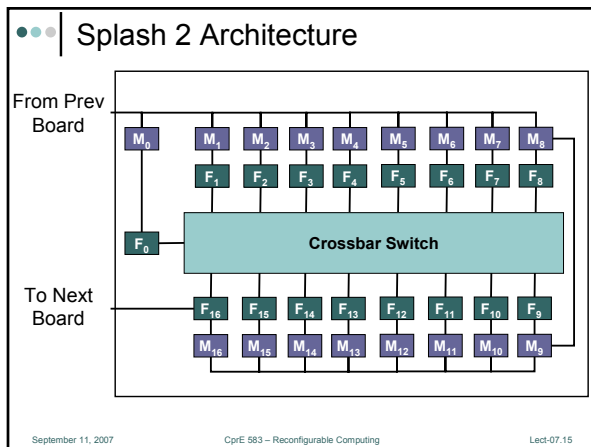 Splash 2 Architecture
From Prev
Board
M0 M1 M2 M3 M4 M5 M6 M7 M8
F1 F2 F3 F4 F5 F6 F7 F8
F0
Crossbar Switch
To Next
Board
F16 F15 F14 F13 F12 F11 F10 F9
M16 M15 M14 M13 M12 M11 M10 M9
September 11, 2007 CprE 583 – Reconfigurable Computing Lect-07.15